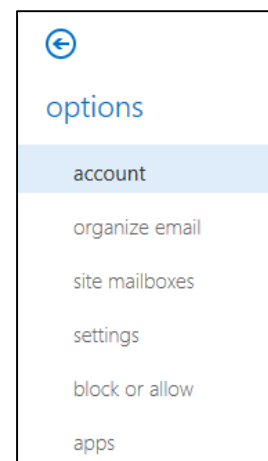 options
account
organize email
site mailboxes
settings
block or allow
apps